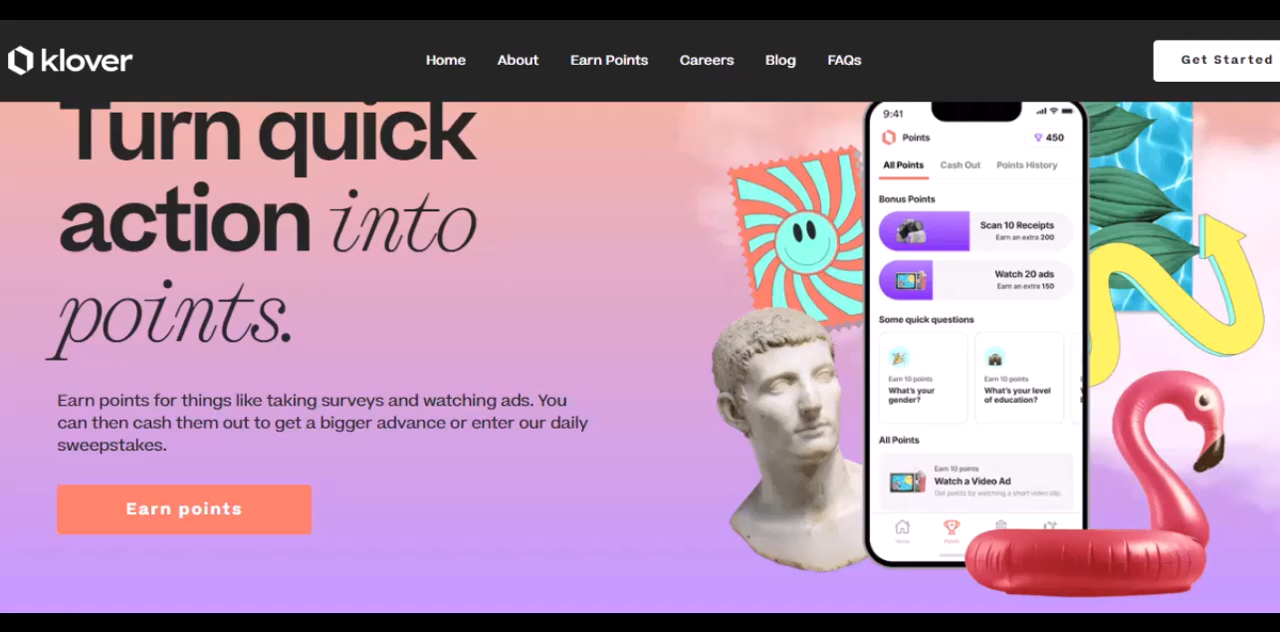 klover
Home About Earn Points Careers Blog FAQs
Get Started
Turn quick
action into
points.
Earn points for things like taking surveys and watching ads. You
can then cash them out to get a bigger advance or enter our daily
sweepstakes.
Earn points
9:41
Points
450
All Points Cash Out Points History
Bonus Points
Scan 10 Receipts
Earn an extra 200
Watch 20 ads
Earn an extra 150
Some quick questions
Earn 10 points
What's your
gender?
Earn 10 points
What's your level
of education?
All Points
Earn 10 points
Watch a Video Ad
Get points by watching a short video clip.
Home